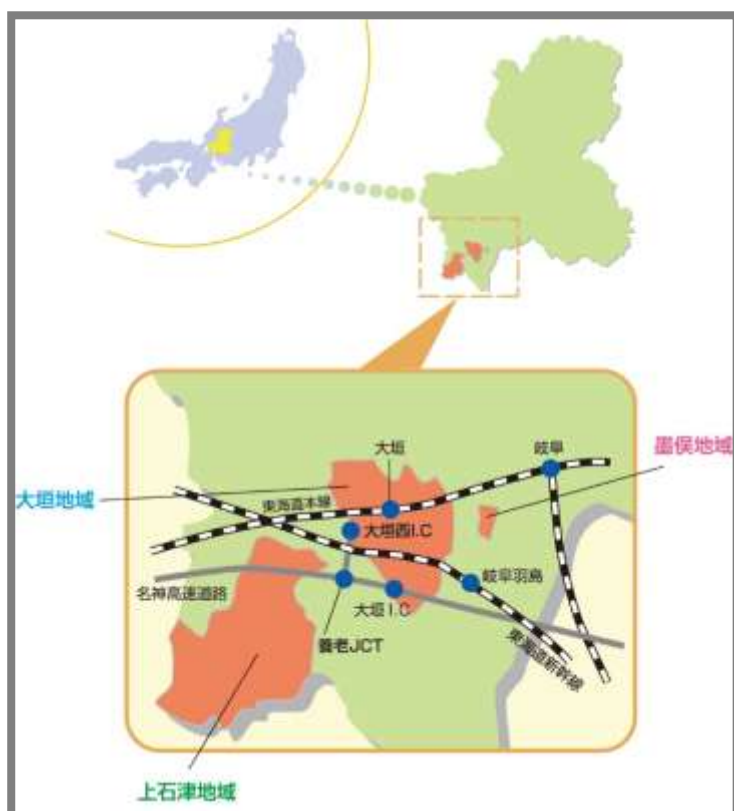 大垣
岐阜
墨俣地域
大垣地域
東海道本線
大垣西I.C
岐阜羽島
名神高速道路
大垣I.C
養老JCT
東海道新幹線
上石津地域